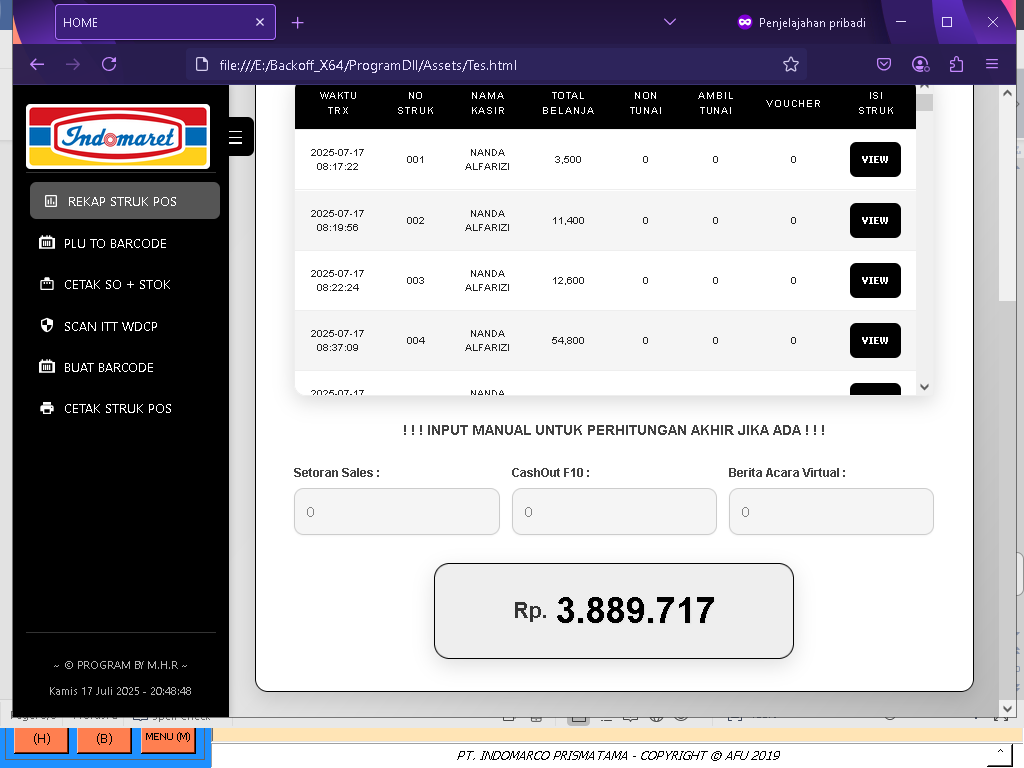 HOME
Penjelajahan pribadi
file:///E:/Backoff_X64/ProgramDll/Assets/Tes.html
Indomaret
REKAP STRUK POS
PLU TO BARCODE
CETAK SO + STOK
SCAN ITT WDCP
BUAT BARCODE
CETAK STRUK POS
~ © PROGRAM BY M.H.R ~
Kamis 17 Juli 2025 - 20:48:48
WAKTU TRX NO STRUK NAMA KASIR TOTAL BELANJA NON TUNAI AMBIL TUNAI VOUCHER ISI STRUK
2025-07-17 08:17:22 001 NANDA ALFARIZI 3,500 0 0 0 VIEW
2025-07-17 08:19:56 002 NANDA ALFARIZI 11,400 0 0 0 VIEW
2025-07-17 08:22:24 003 NANDA ALFARIZI 12,600 0 0 0 VIEW
2025-07-17 08:37:09 004 NANDA ALFARIZI 54,800 0 0 0 VIEW
2025-07-17 NANDA
! ! ! INPUT MANUAL UNTUK PERHITUNGAN AKHIR JIKA ADA ! ! !
Setoran Sales : CashOut F10 : Berita Acara Virtual :
0 0 0
Rp. 3.889.717
(H) (B) MENU (M)
PT. INDOMARCO PRISMATAMA - COPYRIGHT @ AFU 2019